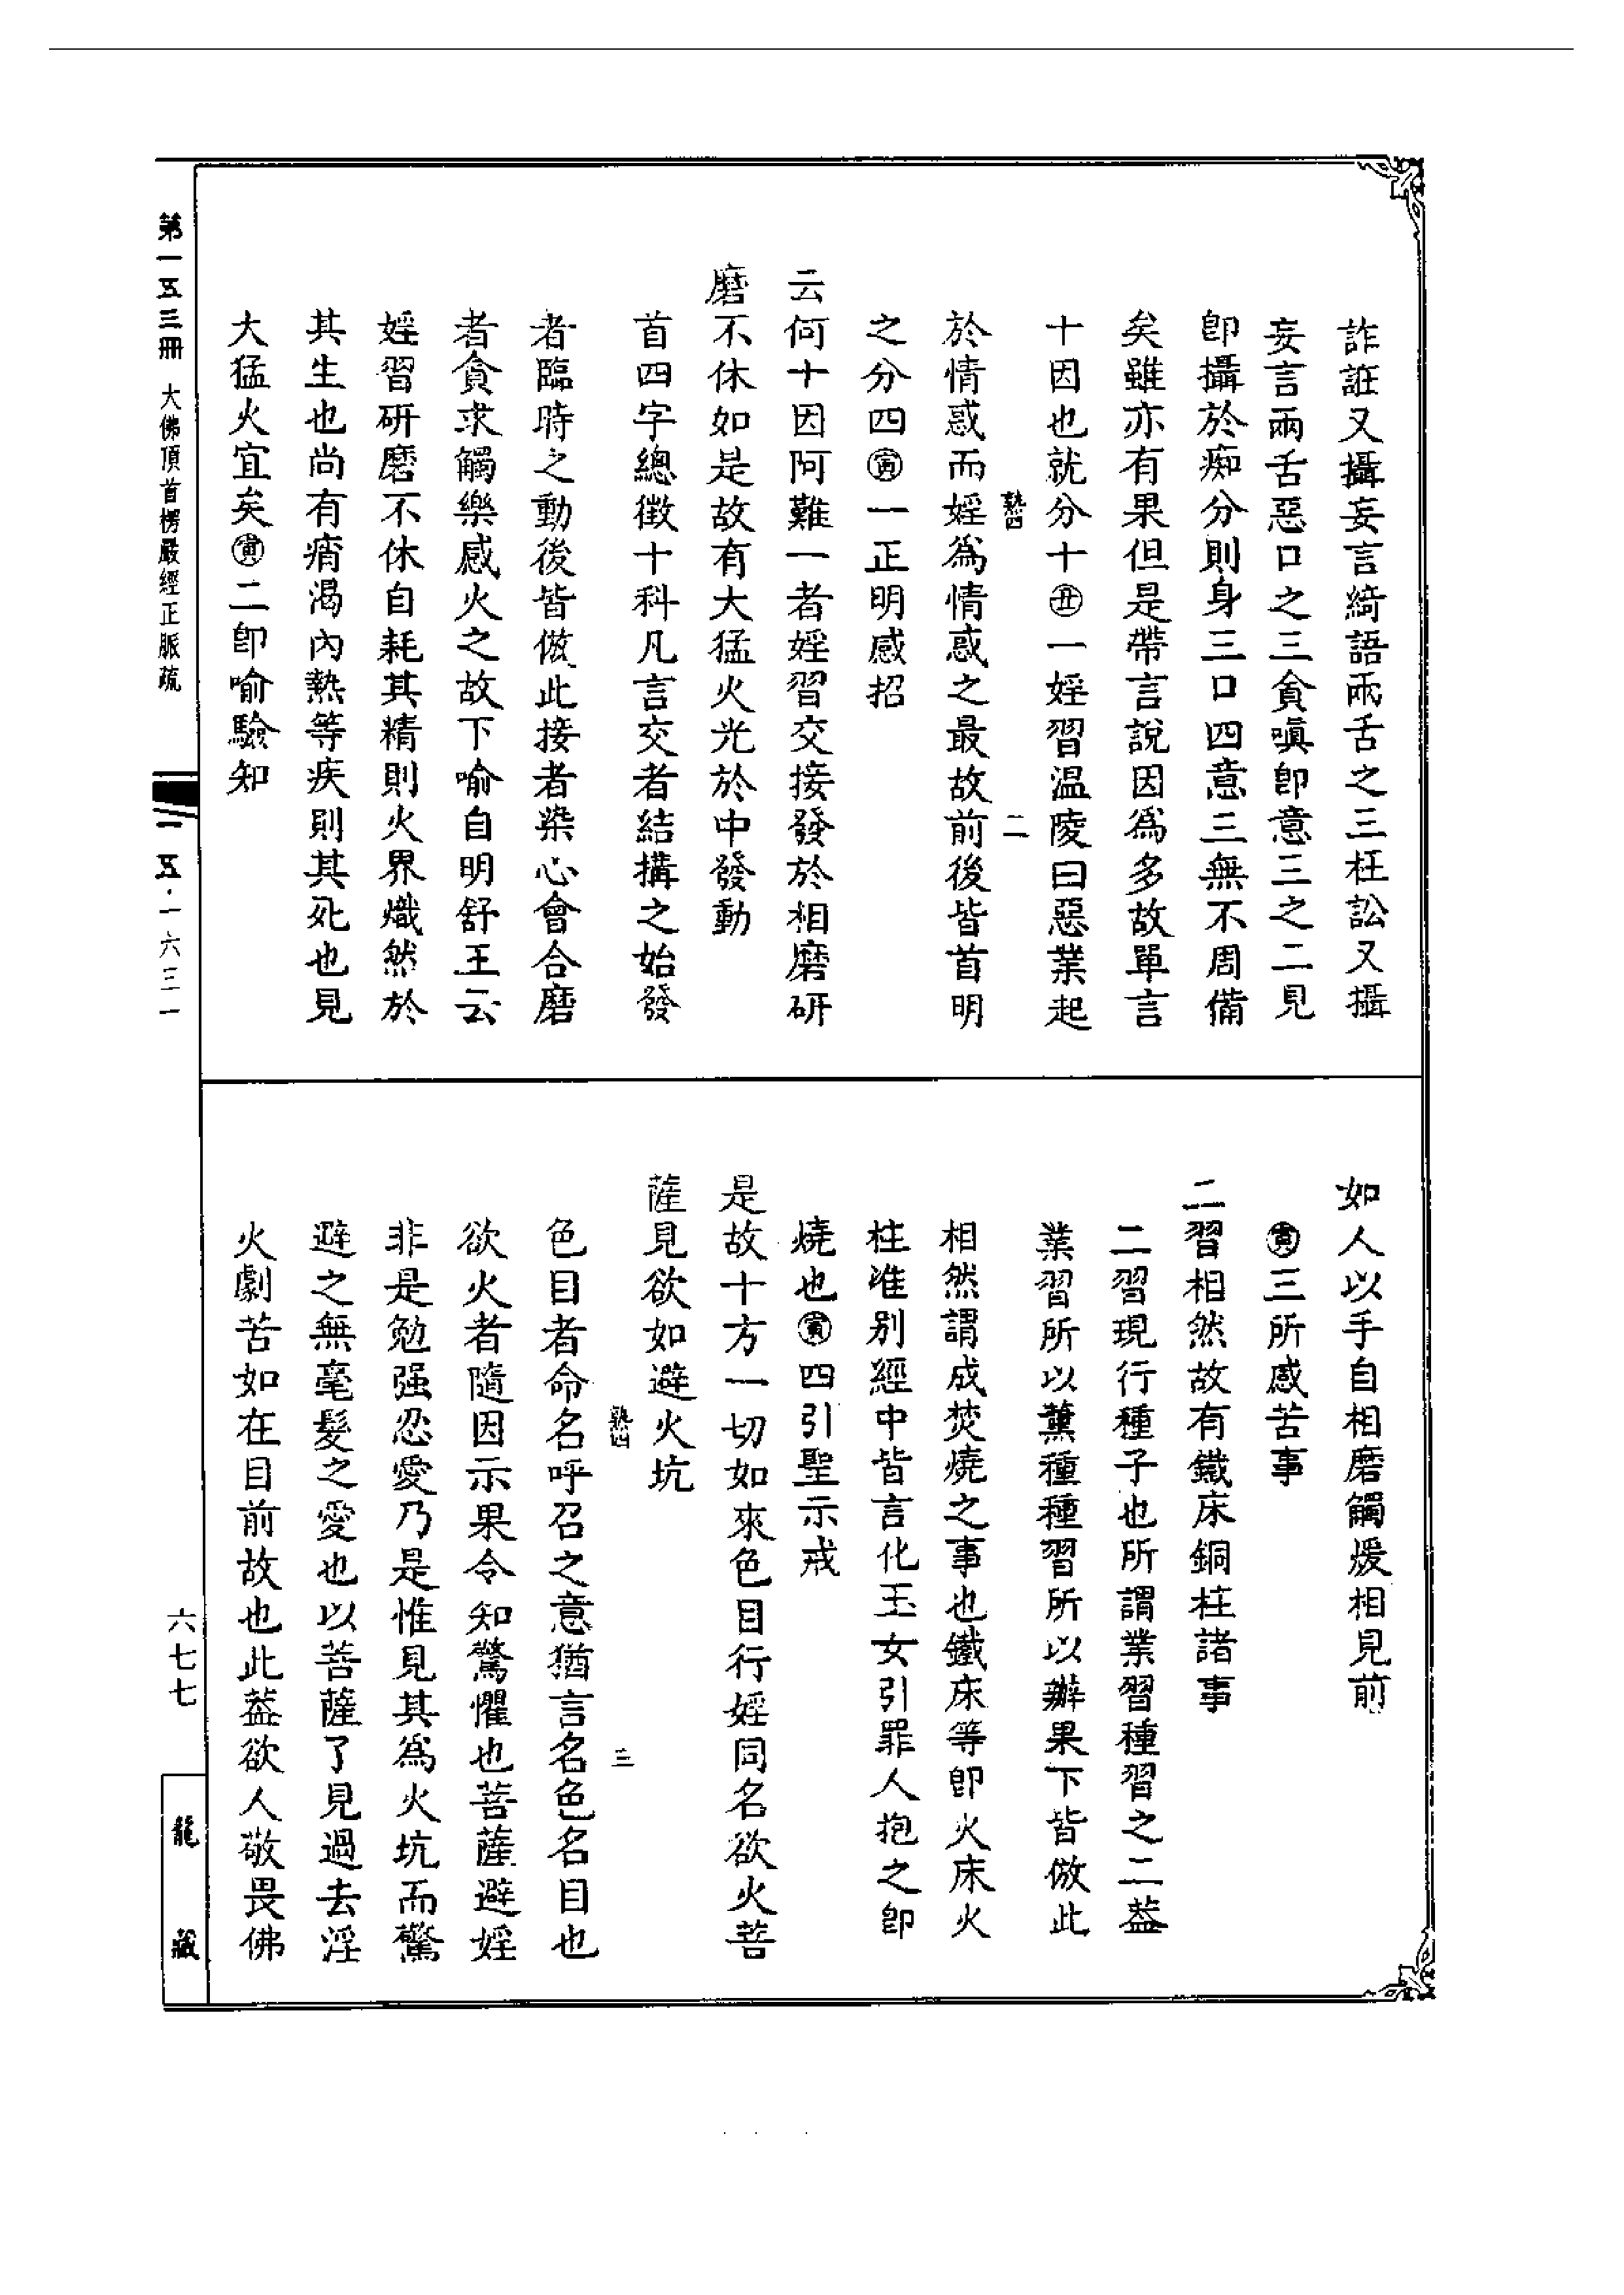 詐誑又攝妄言綺語兩舌之三枉訟又攝
妄言兩舌惡口之三貪嗔卽意三之二見
卽攝於痴分則身三口四意三無不周備
矣雖亦有果但是帶言說因爲多故單言
十因也就分十㊄丑一婬習温陵曰惡業起
熟四 二
於情惑而婬爲情惑之最故前後皆首明
之分四寅一正明感招
云何十因阿難一者婬習交接發於相磨研
磨不休如是故有大猛火光於中發動
首四字總徵十科凡言交者結搆之始發
者臨時之動後皆倣此接者染心會合磨
者貪求觸樂感火之故下喻自明舒王云
婬習研磨不休自耗其精則火界熾然於
其生也尚有痟渴內熱等疾則其死也見
大猛火宜矣寅二卽喻驗知
如人以手自相磨觸煖相見前
寅三所感苦事
二習相然故有鐵床銅柱諸事
二習現行種子也所謂業習種習之二葢
業習所以薰種種習所以辦果下皆倣此
相然謂成焚燒之事也鐵床等卽火床火
柱准别經中皆言化玉女引罪人抱之卽
燒也寅四引聖示戒
是故十方一切如來色目行婬同名欲火菩
薩見欲如避火坑
熟四 三
色目者命名呼召之意猶言名色名目也
欲火者隨因示果令知驚懼也菩薩避婬
非是勉强忍愛乃是惟見其爲火坑而驚
避之無毫髮之愛也以菩薩了見過去淫
火劇苦如在目前故也此葢欲人敬畏佛
第一五三冊 大佛頂首楞嚴經正脈疏
一五·一六三一
六七七
龍藏